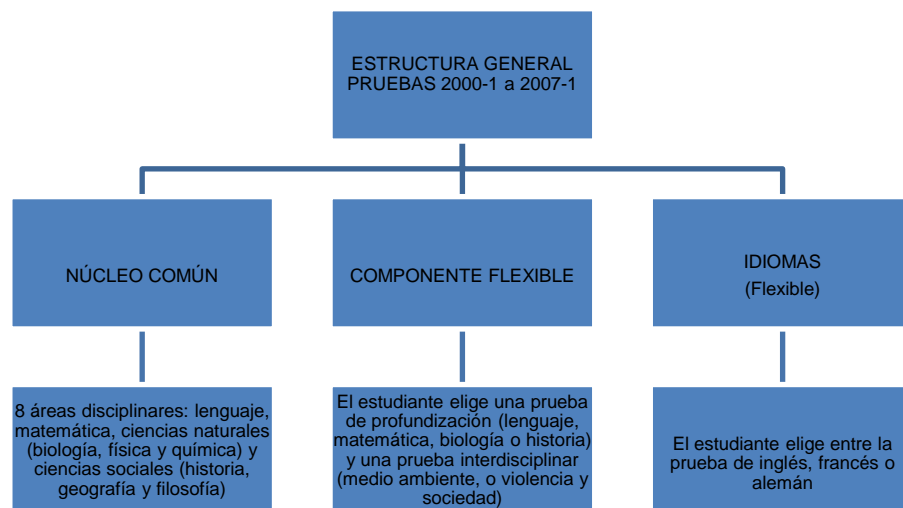 ESTRUCTURA GENERAL
PRUEBAS 2000-1 a 2007-1
NÚCLEO COMÚN
COMPONENTE FLEXIBLE
IDIOMAS
(Flexible)
8 áreas disciplinares: lenguaje,
matemática, ciencias naturales
(biología, física y química) y
ciencias sociales (historia,
geografía y filosofía)
El estudiante elige una prueba
de profundización (lenguaje,
matemática, biología o historia)
y una prueba interdisciplinar
(medio ambiente, o violencia y
sociedad)
El estudiante elige entre la
prueba de inglés, francés o
alemán